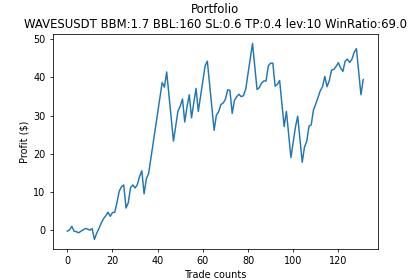 Portfolio
WAVESUSDT BBM:1.7 BBL:160 SL:0.6 TP:0.4 lev:10 WinRatio:69.0
50
40
30
20
10
0
Profit ($)
0 20 40 60 80 100 120
Trade counts